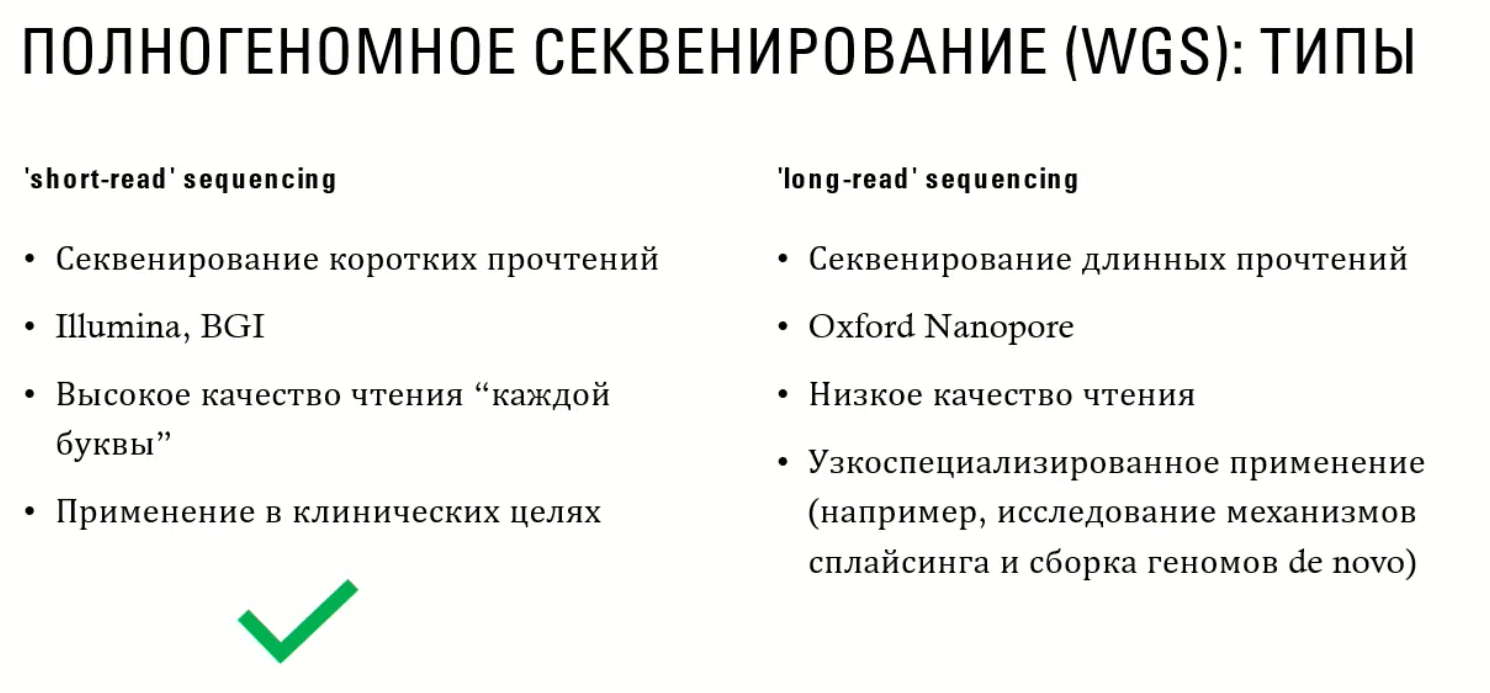 ПОЛНОГЕНОМНОЕ СЕКВЕНИРОВАНИЕ (WGS): ТИПЫ
'short-read' sequencing
• Секвенирование коротких прочтений
• Illumina, BGI
• Высокое качество чтения “каждой
буквы”
• Применение в клинических целях
'long-read' sequencing
• Секвенирование длинных прочтений
• Oxford Nanopore
• Низкое качество чтения
• Узкоспециализированное применение
(например, исследование механизмов
сплайсинга и сборка геномов de novo)